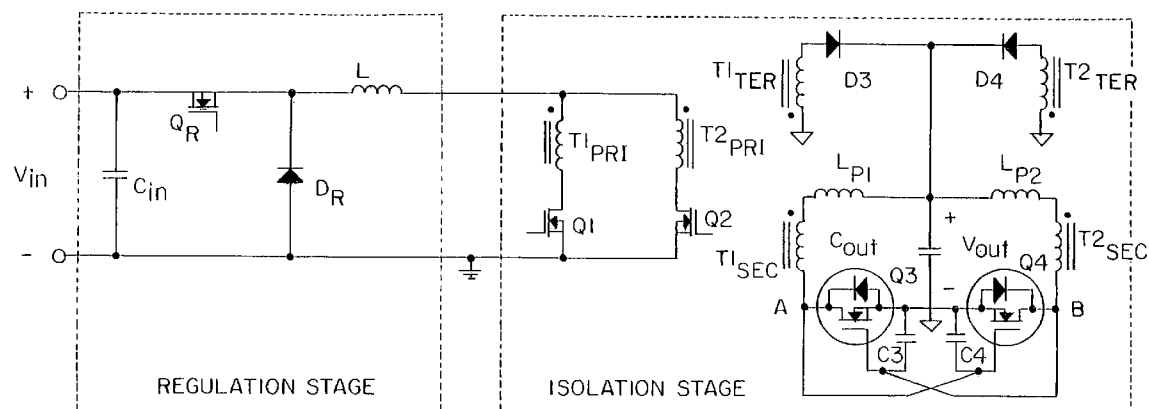 +
Vin
-
Cin
QR
DR
L
REGULATION STAGE
T1PRI
T2PRI
Q1
Q2
ISOLATION STAGE
T1TER
D3
D4
T2TER
LP1
LP2
T1SEC
T2SEC
COUT
+
VOUT
-
Q3
Q4
A
B
C3
C4